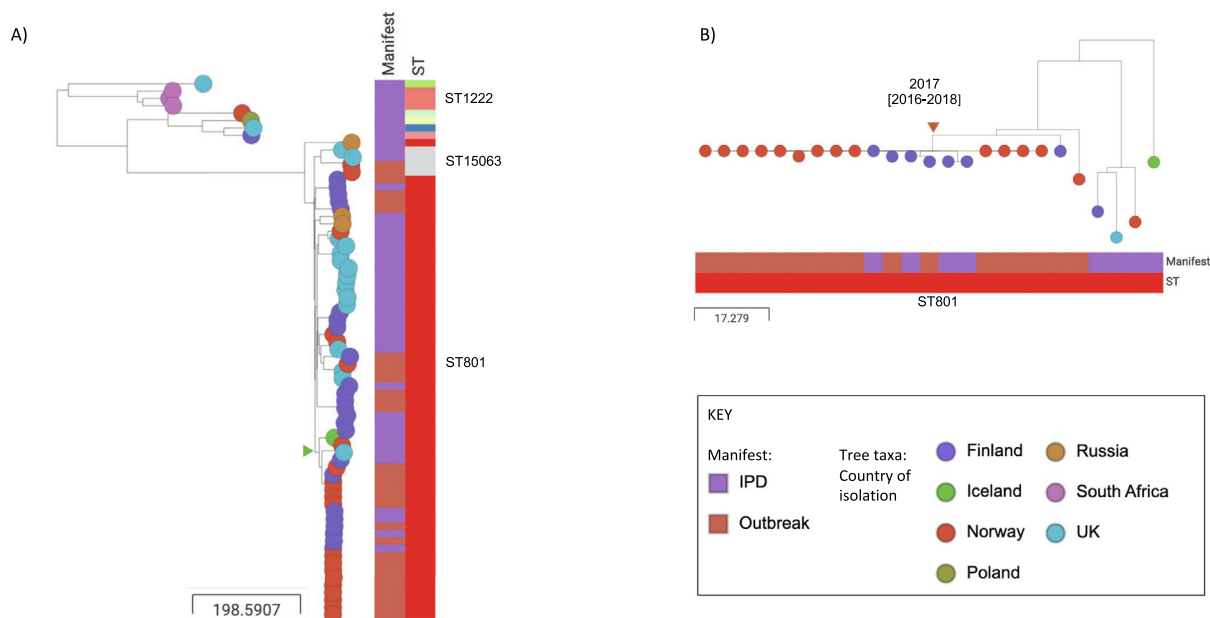 A)
Manifest
ST
ST1222
ST15063
ST801
198.5907
B)
2017
[2016-2018]
Manifest
ST
ST801
17.279
KEY
Manifest:
IPD
Outbreak
Tree taxa:
Country of
isolation
Finland
Iceland
Norway
Poland
Russia
South Africa
UK